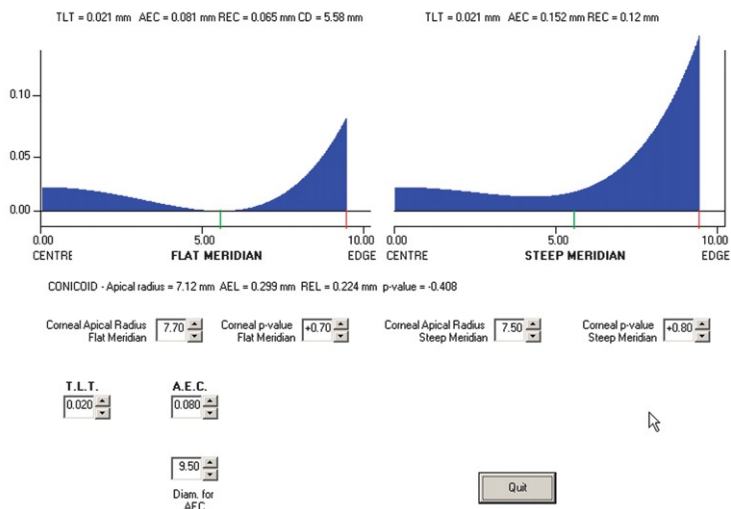 TLT = 0.021 mm AEC = 0.081 mm REC = 0.065 mm CD = 5.58 mm
TLT = 0.021 mm AEC = 0.152 mm REC = 0.12 mm
0.10
0.05
0.00
0.00 5.00 10.00
CENTRE FLAT MERIDIAN EDGE
0.00 5.00 10.00
CENTRE STEEP MERIDIAN EDGE
CONICOID - Apical radius = 7.12 mm AEL = 0.299 mm REL = 0.224 mm p-value = -0.408
Corneal Apical Radius
Flat Meridian
7.70
Corneal p-value
Flat Meridian
+0.70
Corneal Apical Radius
Steep Meridian
7.50
Corneal p-value
Steep Meridian
+0.80
T.L.T.
0.020
A.E.C.
0.080
9.50
Diam. for
AEC
Quit